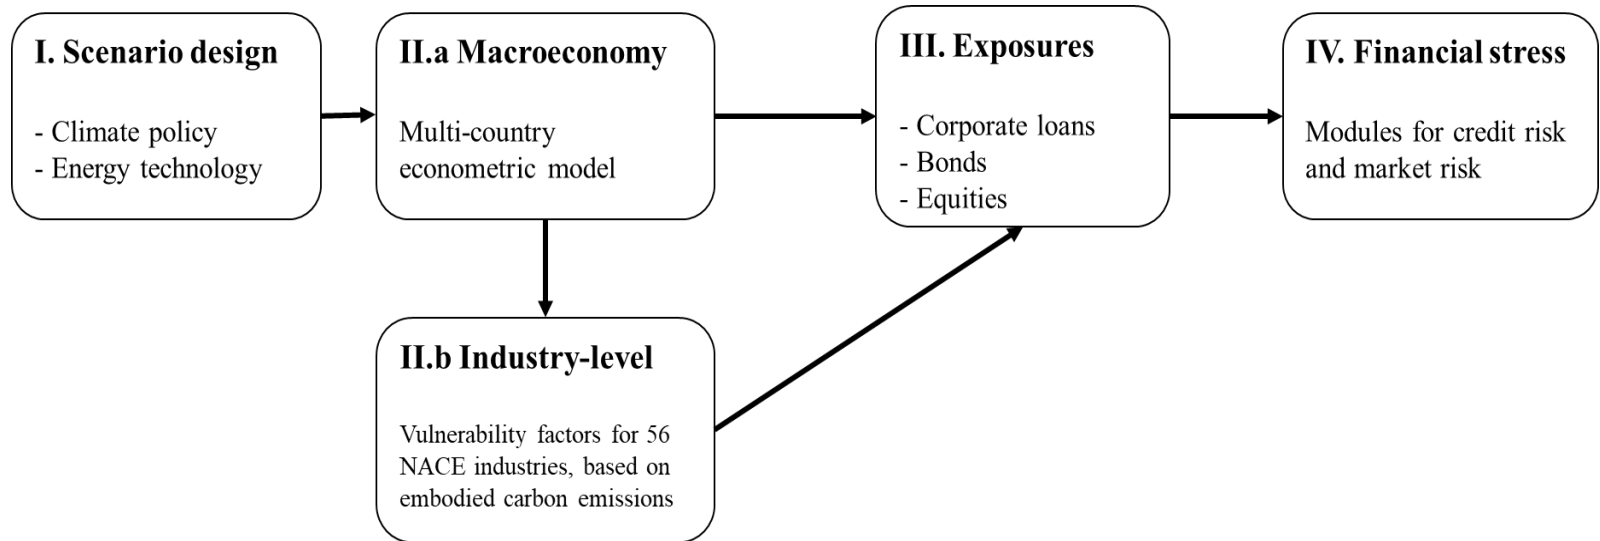 I. Scenario design
- Climate policy
- Energy technology
II.a Macroeconomy
Multi-country
econometric model
III. Exposures
- Corporate loans
- Bonds
- Equities
IV. Financial stress
Modules for credit risk
and market risk
II.b Industry-level
Vulnerability factors for 56
NACE industries, based on
embodied carbon emissions